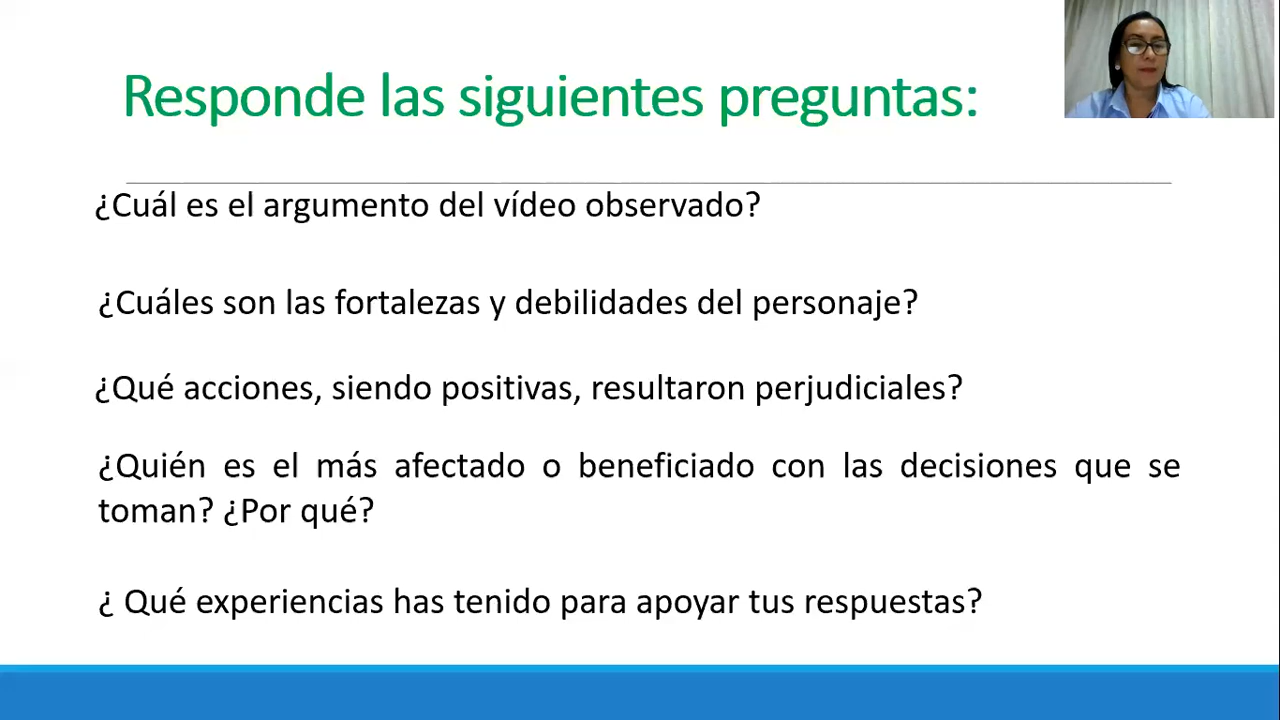 Responde las siguientes preguntas:
¿Cuál es el argumento del vídeo observado?
¿Cuáles son las fortalezas y debilidades del personaje?
¿Qué acciones, siendo positivas, resultaron perjudiciales?
¿Quién es el más afectado o beneficiado con las decisiones que se
toman? ¿Por qué?
¿ Qué experiencias has tenido para apoyar tus respuestas?